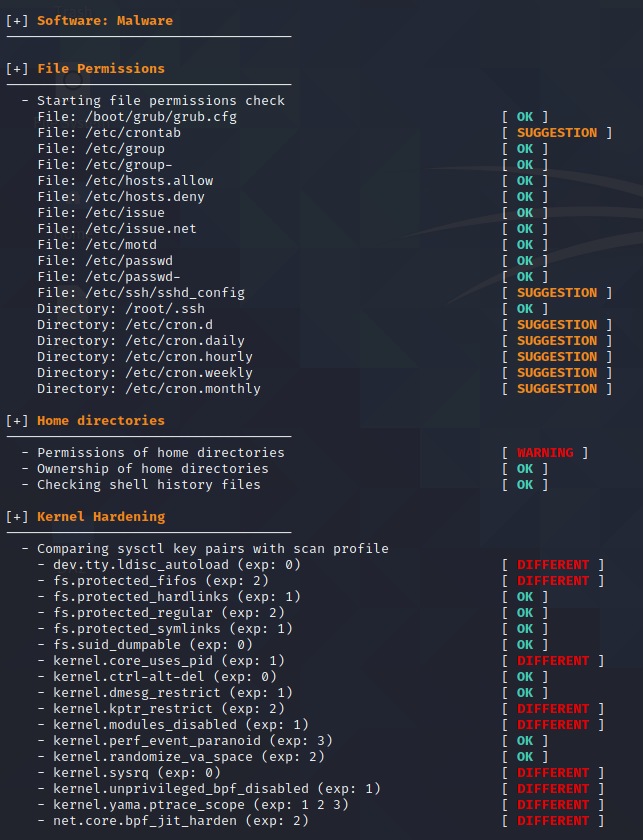 [+] Software: Malware
[+] File Permissions
- Starting file permissions check
File: /boot/grub/grub.cfg [ OK ]
File: /etc/crontab [ SUGGESTION ]
File: /etc/group [ OK ]
File: /etc/group- [ OK ]
File: /etc/hosts.allow [ OK ]
File: /etc/hosts.deny [ OK ]
File: /etc/issue [ OK ]
File: /etc/issue.net [ OK ]
File: /etc/motd [ OK ]
File: /etc/passwd [ OK ]
File: /etc/passwd- [ OK ]
File: /etc/ssh/sshd_config [ SUGGESTION ]
Directory: /root/.ssh [ OK ]
Directory: /etc/cron.d [ SUGGESTION ]
Directory: /etc/cron.daily [ SUGGESTION ]
Directory: /etc/cron.hourly [ SUGGESTION ]
Directory: /etc/cron.weekly [ SUGGESTION ]
Directory: /etc/cron.monthly [ SUGGESTION ]
[+] Home directories
- Permissions of home directories [ WARNING ]
- Ownership of home directories [ OK ]
- Checking shell history files [ OK ]
[+] Kernel Hardening
- Comparing sysctl key pairs with scan profile
- dev.tty.ldisc_autoload (exp: 0) [ DIFFERENT ]
- fs.protected_fifos (exp: 2) [ DIFFERENT ]
- fs.protected_hardlinks (exp: 1) [ OK ]
- fs.protected_regular (exp: 2) [ OK ]
- fs.protected_symlinks (exp: 1) [ OK ]
- fs.suid_dumpable (exp: 0) [ OK ]
- kernel.core_uses_pid (exp: 1) [ DIFFERENT ]
- kernel.ctrl-alt-del (exp: 0) [ OK ]
- kernel.dmesg_restrict (exp: 1) [ OK ]
- kernel.kptr_restrict (exp: 2) [ DIFFERENT ]
- kernel.modules_disabled (exp: 1) [ DIFFERENT ]
- kernel.perf_event_paranoid (exp: 3) [ OK ]
- kernel.randomize_va_space (exp: 2) [ OK ]
- kernel.sysrq (exp: 0) [ DIFFERENT ]
- kernel.unprivileged_bpf_disabled (exp: 1) [ DIFFERENT ]
- kernel.yama.ptrace_scope (exp: 1 2 3) [ DIFFERENT ]
- net.core.bpf_jit_harden (exp: 2) [ DIFFERENT ]